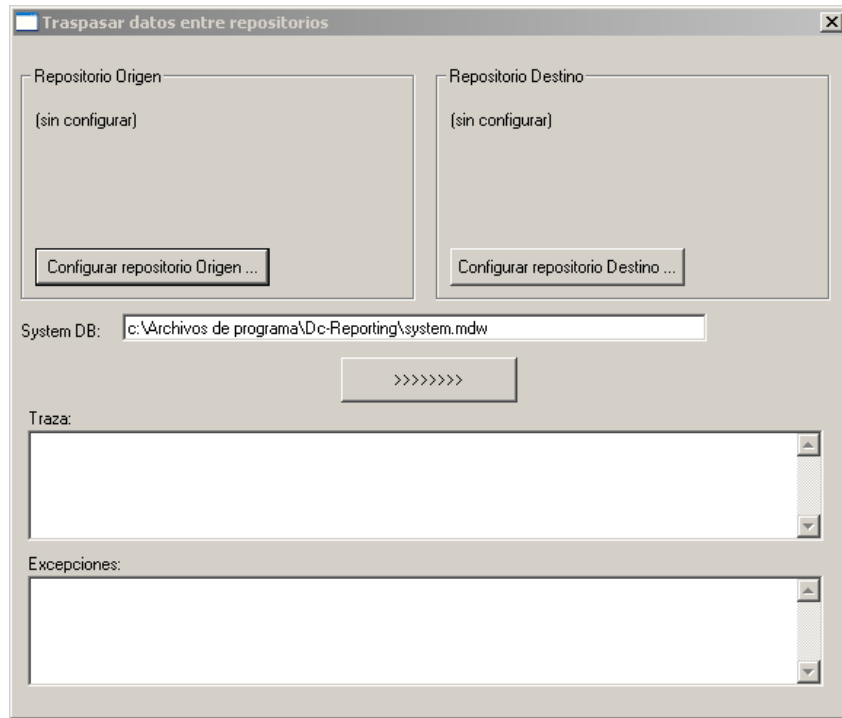 Traspasar datos entre repositorios
Repositorio Origen
Repositorio Destino
(sin configurar)
(sin configurar)
Configurar repositorio Origen ...
Configurar repositorio Destino ...
System DB:
c:\Archivos de programa\Dc-Reporting\system.mdw
>>>>>>>>
Traza:
Excepciones: